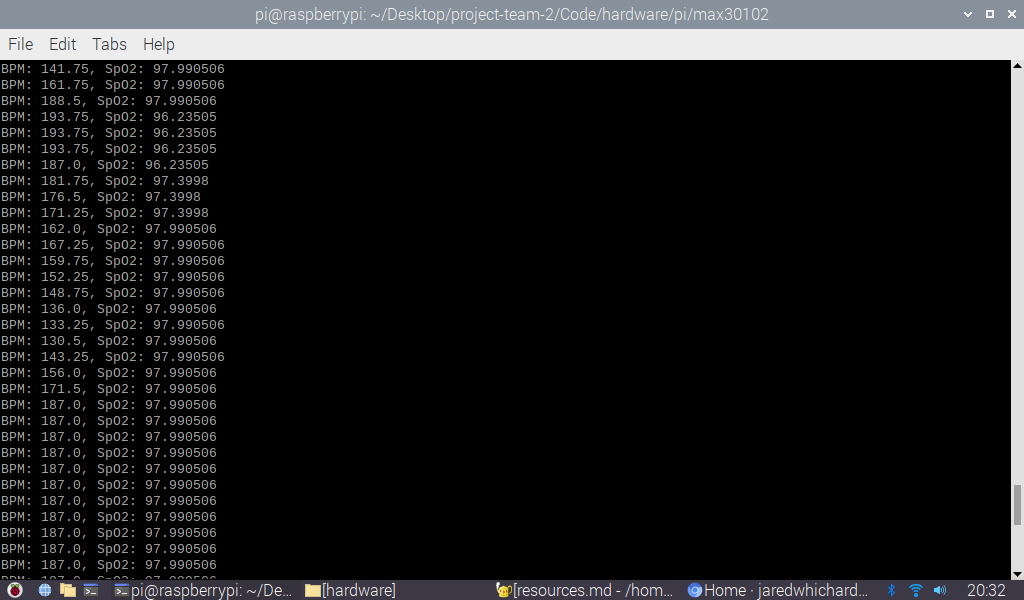 pi@raspberrypi: ~/Desktop/project-team-2/Code/hardware/pi/max30102
File Edit Tabs Help
BPM: 141.75, SpO2: 97.990506
BPM: 161.75, SpO2: 97.990506
BPM: 188.5, SpO2: 97.990506
BPM: 193.75, SpO2: 96.23505
BPM: 193.75, SpO2: 96.23505
BPM: 193.75, SpO2: 96.23505
BPM: 187.0, SpO2: 96.23505
BPM: 181.75, SpO2: 97.3998
BPM: 176.5, SpO2: 97.3998
BPM: 171.25, SpO2: 97.3998
BPM: 162.0, SpO2: 97.990506
BPM: 167.25, SpO2: 97.990506
BPM: 159.75, SpO2: 97.990506
BPM: 152.25, SpO2: 97.990506
BPM: 148.75, SpO2: 97.990506
BPM: 136.0, SpO2: 97.990506
BPM: 133.25, SpO2: 97.990506
BPM: 130.5, SpO2: 97.990506
BPM: 143.25, SpO2: 97.990506
BPM: 156.0, SpO2: 97.990506
BPM: 171.5, SpO2: 97.990506
BPM: 187.0, SpO2: 97.990506
BPM: 187.0, SpO2: 97.990506
BPM: 187.0, SpO2: 97.990506
BPM: 187.0, SpO2: 97.990506
BPM: 187.0, SpO2: 97.990506
BPM: 187.0, SpO2: 97.990506
BPM: 187.0, SpO2: 97.990506
BPM: 187.0, SpO2: 97.990506
BPM: 187.0, SpO2: 97.990506
BPM: 187.0, SpO2: 97.990506
BPM: 187.0, SpO2: 97.990506
pi@raspberrypi: ~/De... [hardware] [resources.md - /hom... Home · jaredwhichard... 20:32